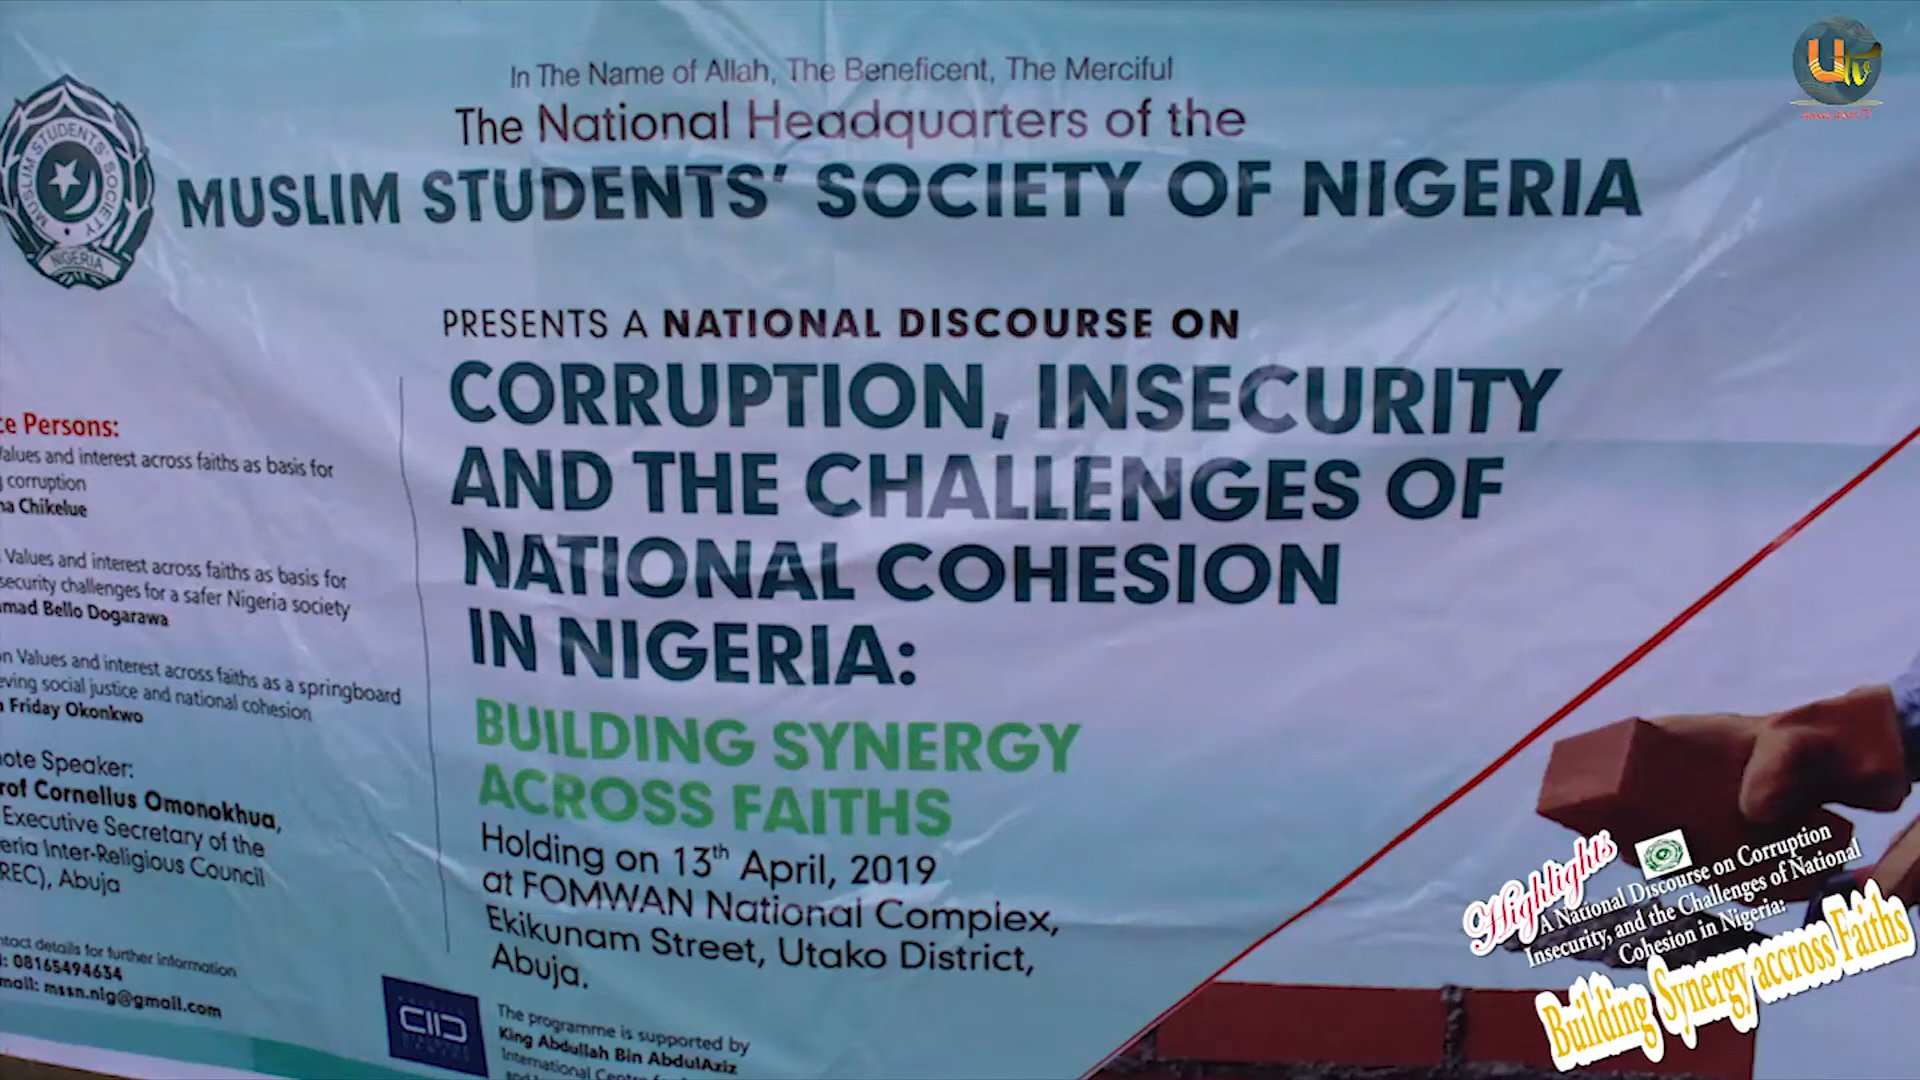 In The Name of Allah, The Beneficent, The Merciful
The National Headquarters of the
MUSLIM STUDENTS' SOCIETY OF NIGERIA
MUSLIM STUDENTS' SOCIETY
NIGERIA
PRESENTS A NATIONAL DISCOURSE ON
CORRUPTION, INSECURITY
AND THE CHALLENGES OF
NATIONAL COHESION
IN NIGERIA:
BUILDING SYNERGY
ACROSS FAITHS
Holding on 13th April, 2019
at FOMWAN National Complex,
Ekikunam Street, Utako District,
Abuja.
Persons:
Values and interest across faiths as basis for
corruption
Chikelue
Values and interest across faiths as basis for
security challenges for a safer Nigeria society
Bello Dogarawa
Values and interest across faiths as a springboard
social justice and national cohesion
Friday Okonkwo
Speaker:
Cornelius Omonokhua,
Executive Secretary of the
Inter-Religious Council
Abuja
details for further information
08165494634
mssn.nig@gmail.com
CIID
The programme is supported by
King Abdullah Bin AbdulAziz
International
UTV
Highlights
A National Discourse on Corruption
Insecurity, and the Challenges of National
Cohesion in Nigeria:
Building Synergy accross Faiths